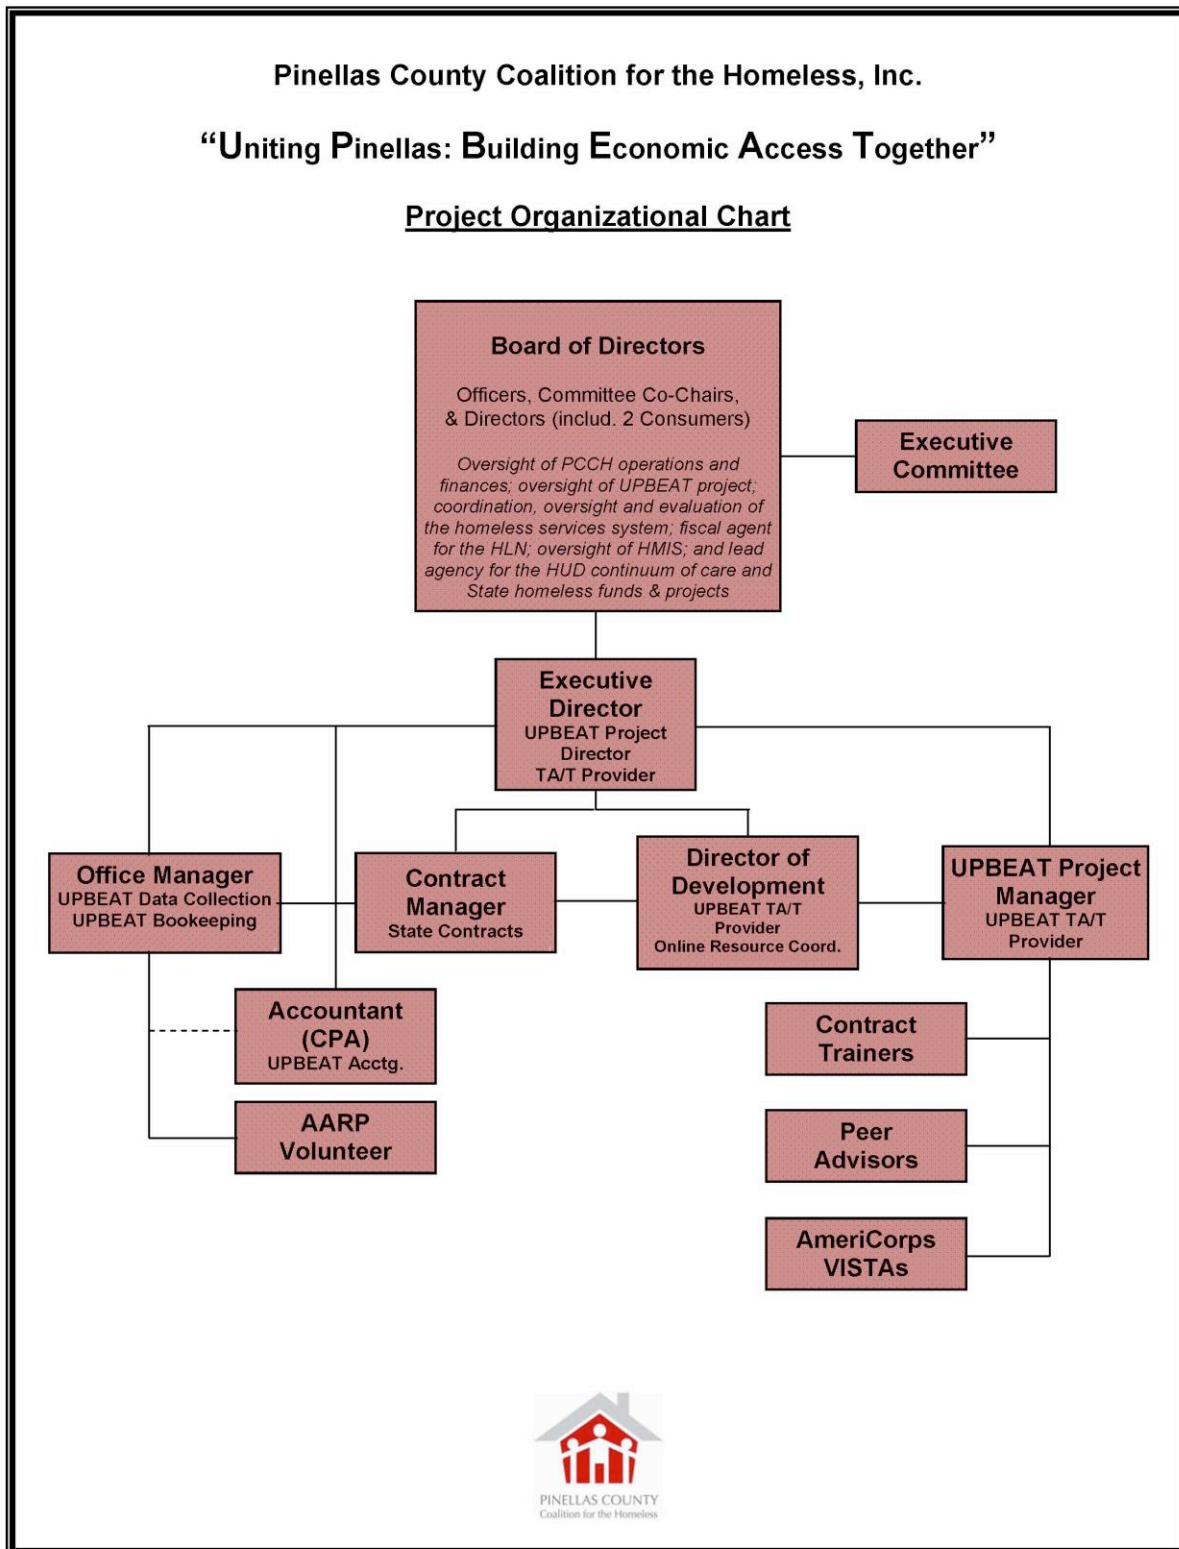 Pinellas County Coalition for the Homeless, Inc.
“Uniting Pinellas: Building Economic Access Together”
Project Organizational Chart
Board of Directors
Officers, Committee Co-Chairs,
& Directors (includ. 2 Consumers)
Oversight of PCCH operations and
finances; oversight of UPBEAT project;
coordination, oversight and evaluation of
the homeless services system; fiscal agent
for the HLN; oversight of HMIS; and lead
agency for the HUD continuum of care and
State homeless funds & projects
Executive
Committee
Executive
Director
UPBEAT Project
Director
TA/T Provider
Office Manager
UPBEAT Data Collection
UPBEAT Bookeeping
Contract
Manager
State Contracts
Director of
Development
UPBEAT TA/T
Provider
Online Resource Coord.
UPBEAT Project
Manager
UPBEAT TA/T
Provider
Accountant
(CPA)
UPBEAT Acctg.
AARP
Volunteer
Contract
Trainers
Peer
Advisors
AmeriCorps
VISTAs
PINELLAS COUNTY
Coalition for the Homeless